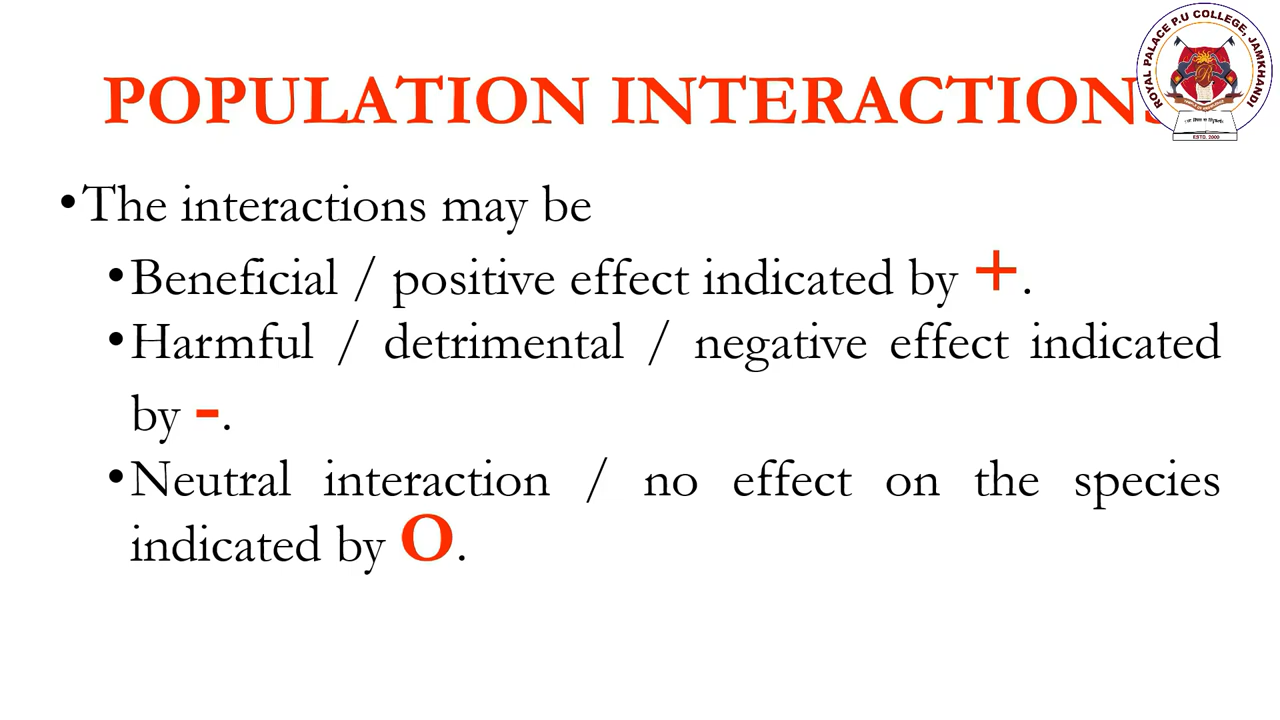 POPULATION INTERACTIONS
ROYAL PALACE P.U COLLEGE, JAMKHANDI
ESTD. 2009
•The interactions may be
•Beneficial / positive effect indicated by +.
•Harmful / detrimental / negative effect indicated
by -.
•Neutral interaction / no effect on the species
indicated by O.